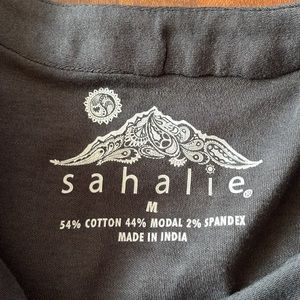 sahalie®
M
54% COTTON 44% MODAL 2% SPANDEX
MADE IN INDIA